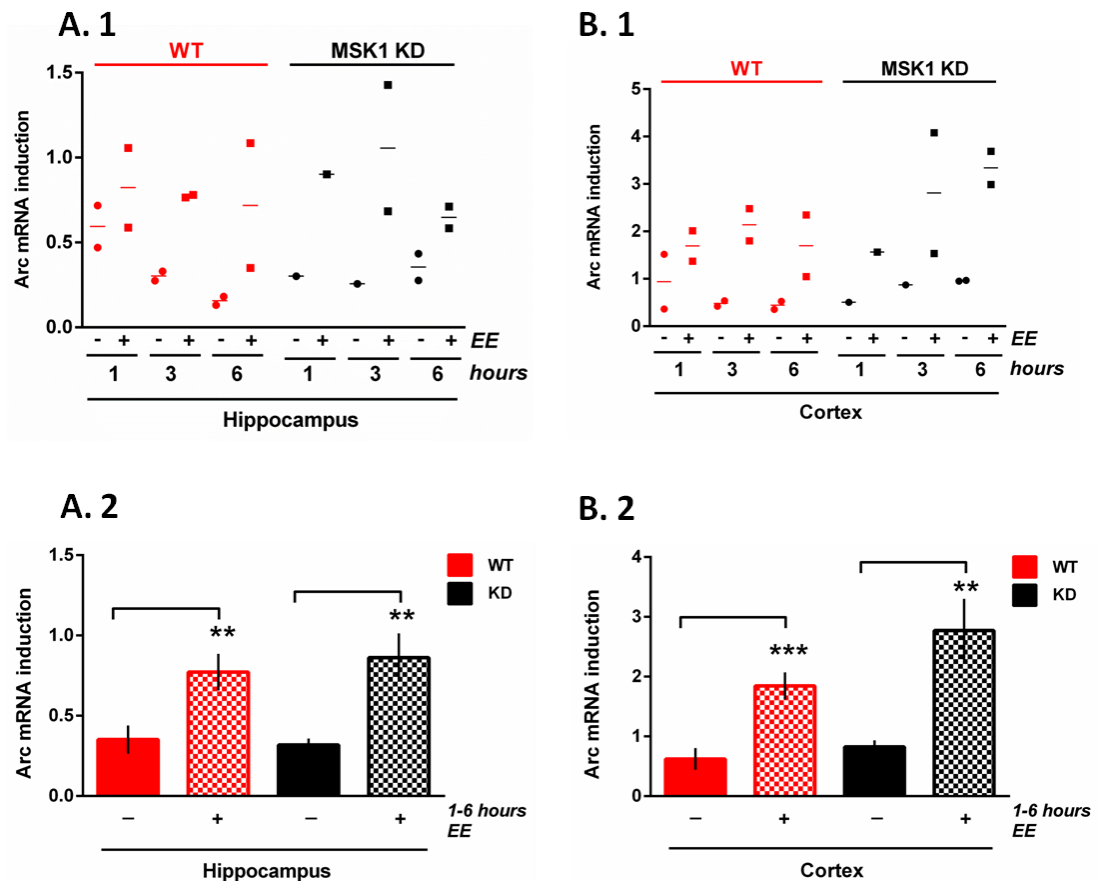 A. 1
WT
MSK1 KD
Arc mRNA induction
1.5
1.0
0.5
0.0
- + - + - + - + - + - + EE
1 3 6 1 3 6 hours
Hippocampus
B. 1
WT
MSK1 KD
Arc mRNA induction
5
4
3
2
1
0
- + - + - + - + - + - + EE
1 3 6 1 3 6 hours
Cortex
A. 2
Arc mRNA induction
1.5
1.0
0.5
0.0
WT
KD
** **
– + – + 1-6 hours
EE
Hippocampus
B. 2
Arc mRNA induction
4
3
2
1
0
WT
KD
*** **
– + – + 1-6 hours
EE
Cortex